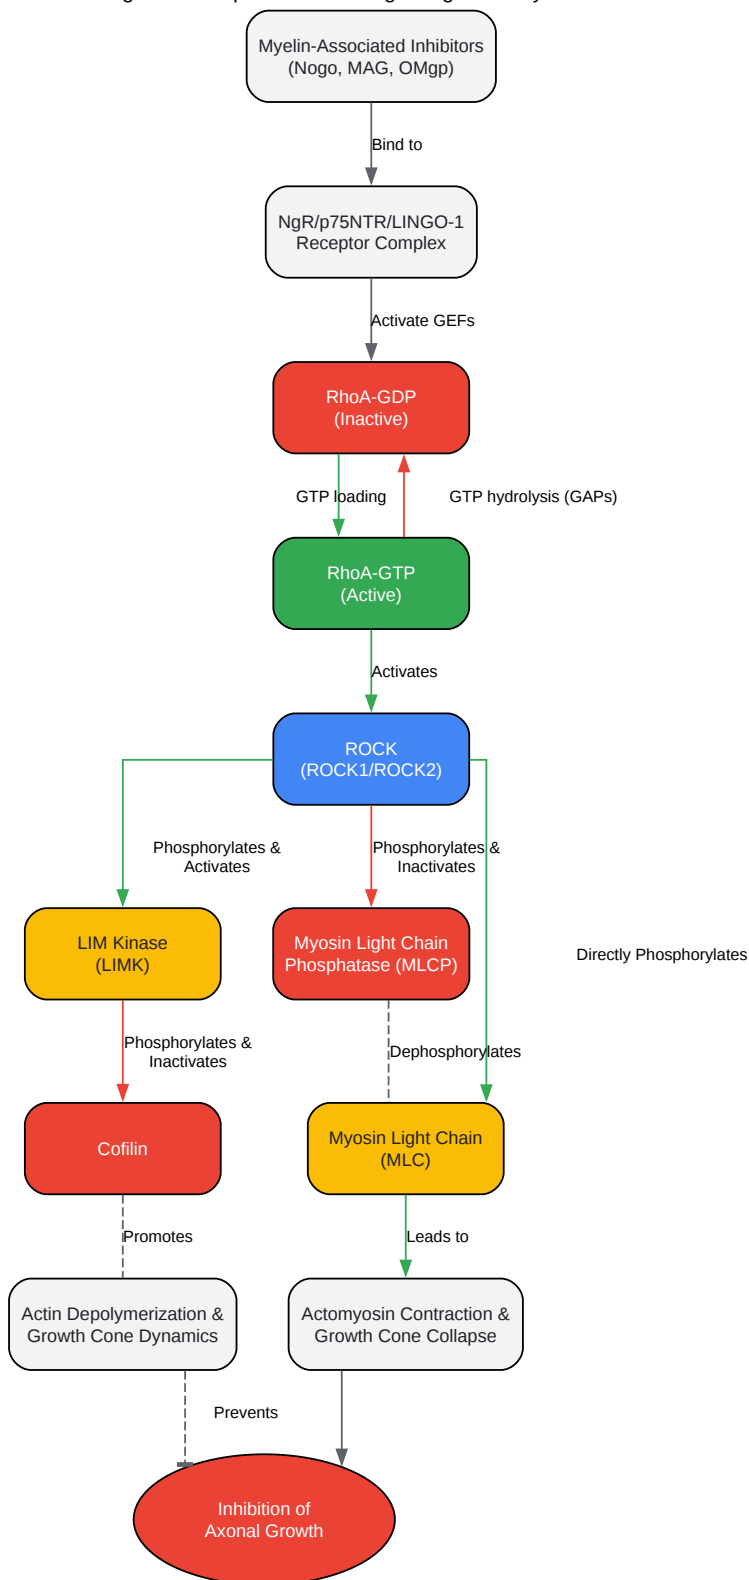 Myelin-Associated Inhibitors
(Nogo, MAG, OMgp)
Bind to
NgR/p75NTR/LINGO-1
Receptor Complex
Activate GEFs
RhoA-GDP
(Inactive)
GTP loading
GTP hydrolysis (GAPs)
RhoA-GTP
(Active)
Activates
ROCK
(ROCK1/ROCK2)
Phosphorylates &
Activates
Phosphorylates &
Inactivates
Directly Phosphorylates
LIM Kinase
(LIMK)
Myosin Light Chain
Phosphatase (MLCP)
Phosphorylates &
Inactivates
Dephosphorylates
Cofilin
Myosin Light Chain
(MLC)
Promotes
Leads to
Actin Depolymerization &
Growth Cone Dynamics
Actomyosin Contraction &
Growth Cone Collapse
Prevents
Inhibition of
Axonal Growth